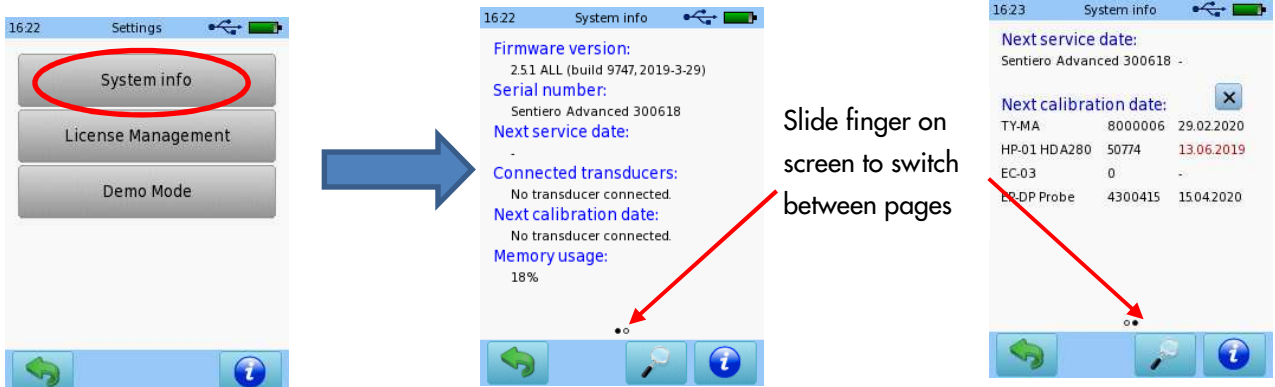 16:22 Settings
System info
License Management
Demo Mode
16:22 System info
Firmware version:
2.5.1 ALL (build 9747, 2019-3-29)
Serial number:
Sentiero Advanced 300618
Next service date:
-
Connected transducers:
No transducer connected.
Next calibration date:
No transducer connected.
Memory usage:
18%
Slide finger on
screen to switch
between pages
16:23 System info
Next service date:
Sentiero Advanced 300618 -
Next calibration date:
TY-MA 8000006 29.02.2020
HP-01 HDA280 50774 13.06.2019
EC-03 0 -
EP-DP Probe 4300415 15.04.2020